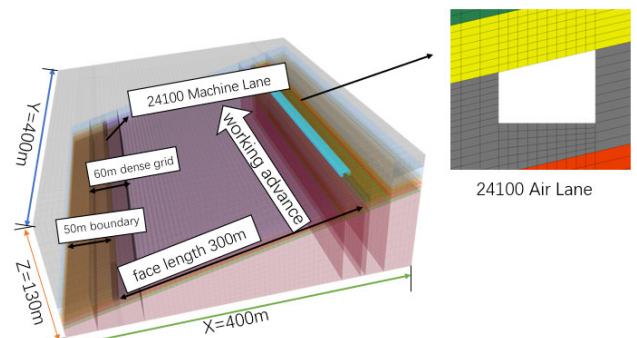 24100 Machine Lane
Y=400m
working advance
60m dense grid
24100 Air Lane
50m boundary
face length 300m
Z=130m
X=400m